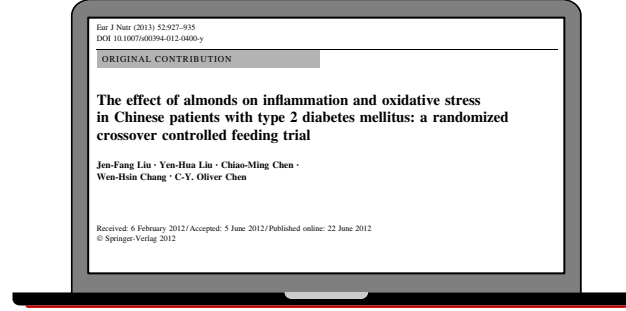 Eur J Nutr (2013) 52:927–935
DOI 10.1007/s00394-012-0400-y
ORIGINAL CONTRIBUTION
The effect of almonds on inflammation and oxidative stress
in Chinese patients with type 2 diabetes mellitus: a randomized
crossover controlled feeding trial
Jen-Fang Liu · Yen-Hua Liu · Chiao-Ming Chen ·
Wen-Hsin Chang · C-Y. Oliver Chen
Received: 6 February 2012 / Accepted: 5 June 2012 / Published online: 22 June 2012
© Springer-Verlag 2012